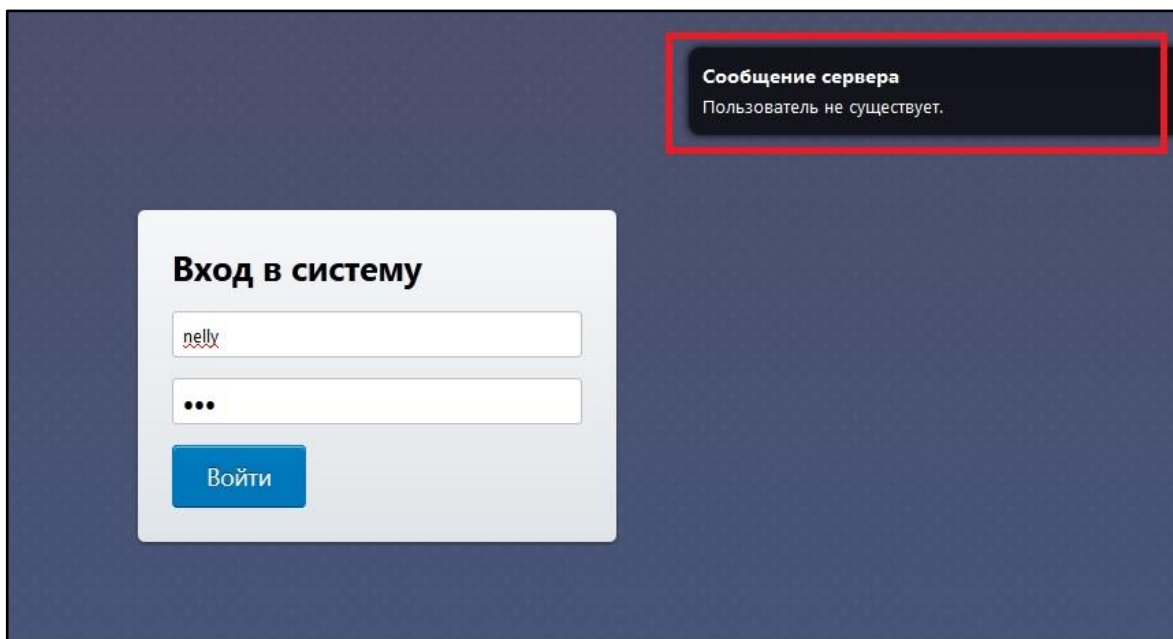 Сообщение сервера
Пользователь не существует.
Вход в систему
nelly
•••
Войти